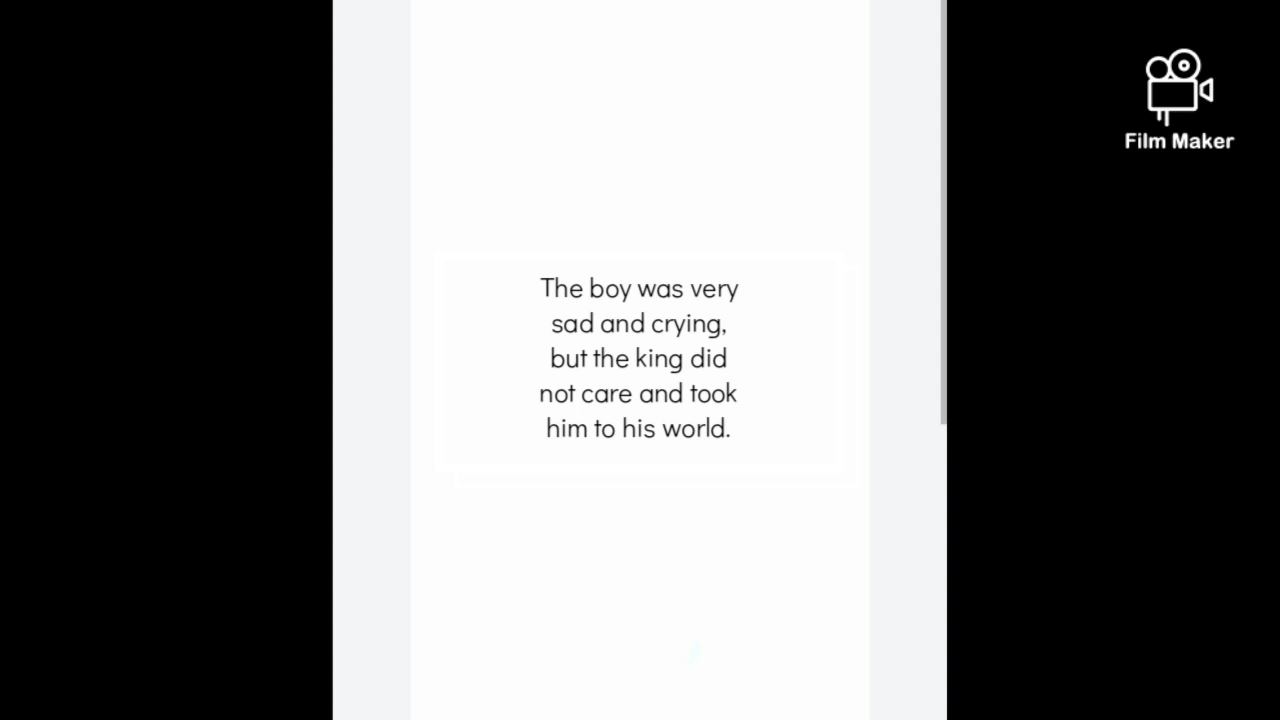 Film Maker
The boy was very
sad and crying,
but the king did
not care and took
him to his world.